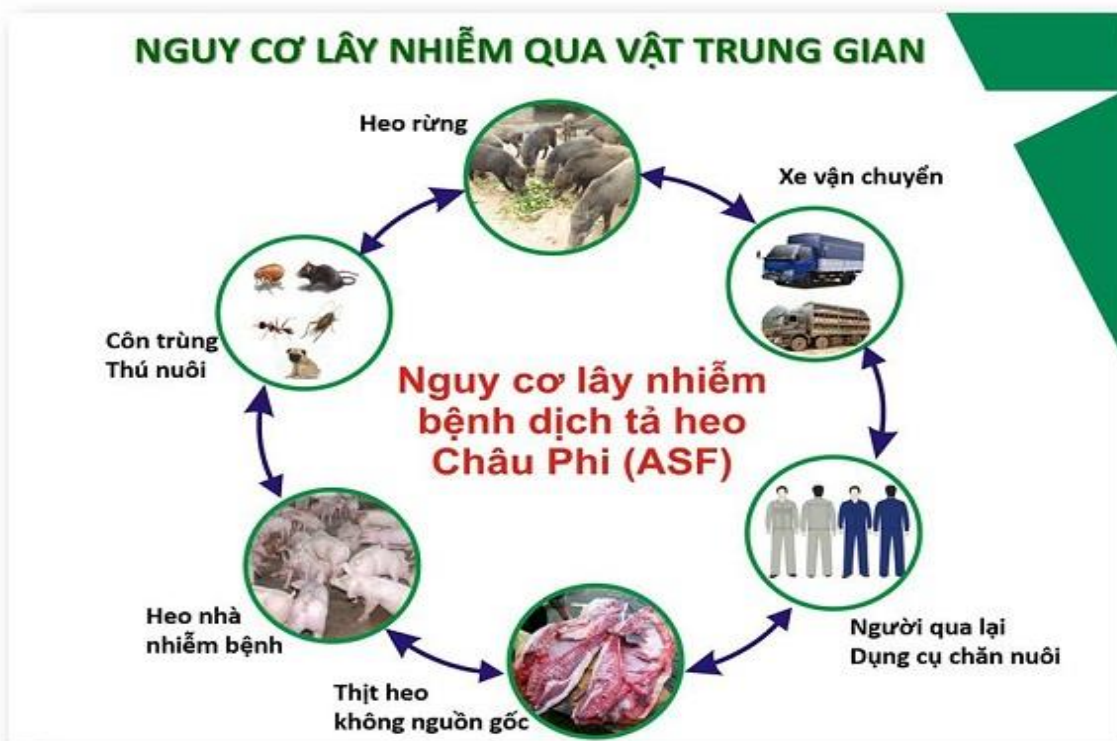 NGUY CƠ LÂY NHIỄM QUA VẬT TRUNG GIAN
Heo rừng
Xe vận chuyển
Côn trùng
Thú nuôi
Nguy cơ lây nhiễm
bệnh dịch tả heo
Châu Phi (ASF)
Heo nhà
nhiễm bệnh
Người qua lại
Dụng cụ chăn nuôi
Thịt heo
không nguồn gốc